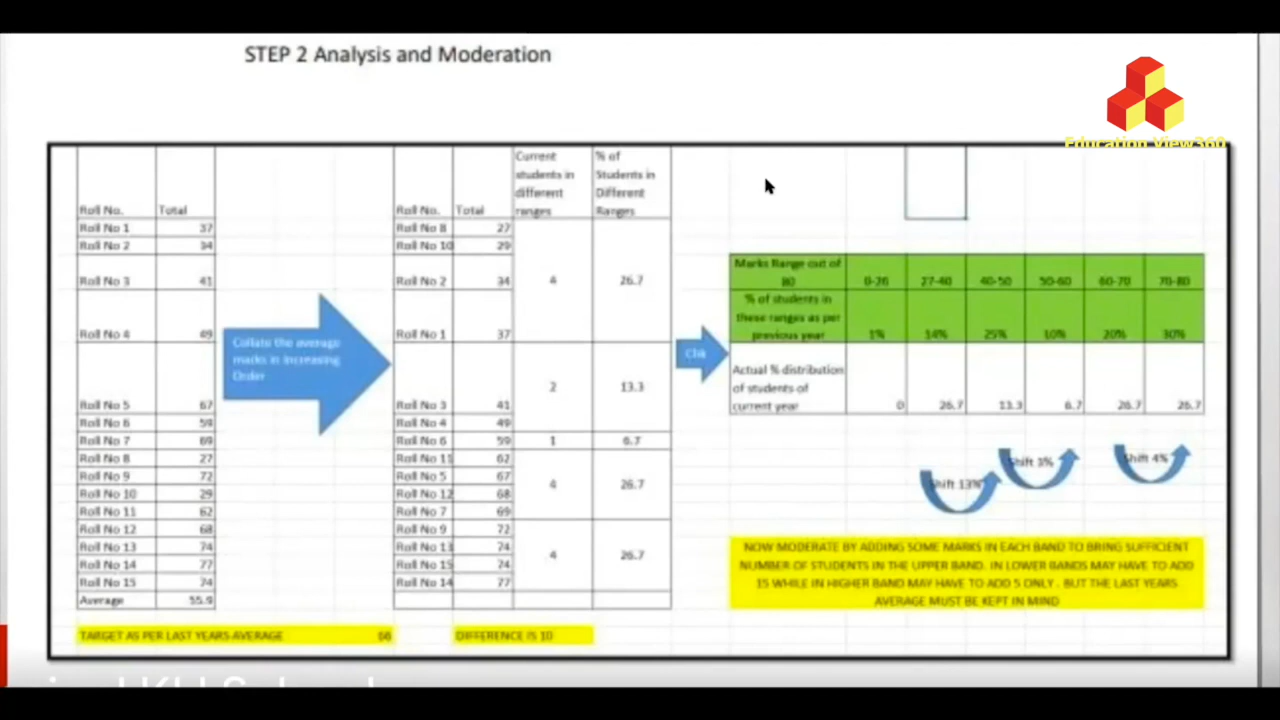 STEP 2 Analysis and Moderation
Education View360
Roll No. Total
Roll No 1 37
Roll No 2 34
Roll No 3 41
Roll No 4 49
Roll No 5 67
Roll No 6 59
Roll No 7 69
Roll No 8 27
Roll No 9 72
Roll No 10 29
Roll No 11 62
Roll No 12 68
Roll No 13 74
Roll No 14 77
Roll No 15 74
Average 55.9
TARGET AS PER LAST YEARS AVERAGE 66
Collate the average
marks in Increasing
Order
Roll No. Total
Current
students in
different
ranges
% of
Students in
Different
Ranges
Roll No 8 27
Roll No 10 29
Roll No 2 34
Roll No 1 37
4 26.7
Roll No 3 41
Roll No 4 49
2 13.3
Roll No 6 59 1 6.7
Roll No 11 62
Roll No 5 67
Roll No 12 68
Roll No 7 69
4 26.7
Roll No 9 72
Roll No 13 74
Roll No 15 74
Roll No 14 77
4 26.7
DIFFERENCE IS 10
Marks Range out of
80 0-26 27-40 40-50 50-60 60-70 70-80
% of students in
these ranges as per
previous year 1% 14% 25% 10% 20% 30%
Actual % distribution
of students of
current year 0 26.7 13.3 6.7 26.7 26.7
Shift 13%
Shift 3%
Shift 4%
NOW MODERATE BY ADDING SOME MARKS IN EACH BAND TO BRING SUFFICIENT
NUMBER OF STUDENTS IN THE UPPER BAND. IN LOWER BANDS MAY HAVE TO ADD
15 WHILE IN HIGHER BAND MAY HAVE TO ADD 5 ONLY . BUT THE LAST YEARS
AVERAGE MUST BE KEPT IN MIND